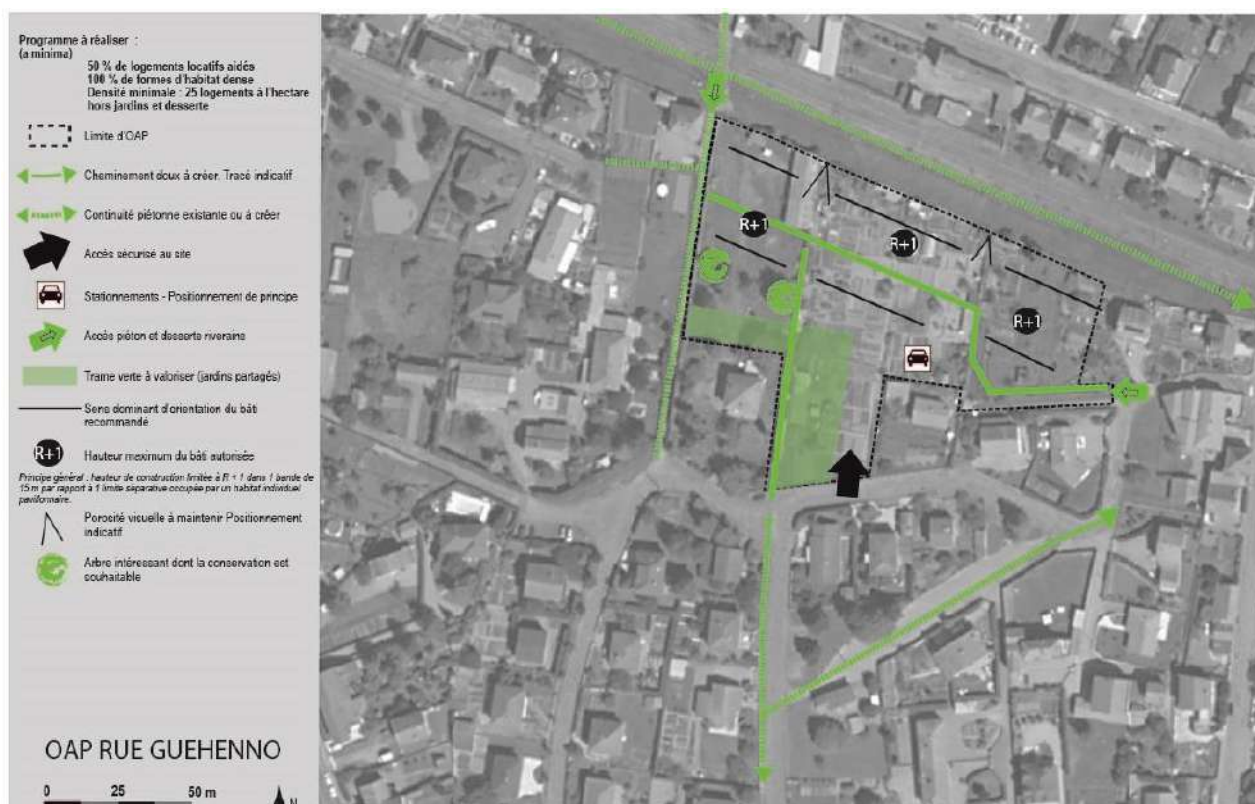 Programme à réaliser :
(a minima)
50 % de logements locatifs aidés
100 % de formes d'habitat dense
Densité minimale : 25 logements à l'hectare
hors jardins et desserte
Limite d'OAP
Cheminement doux à créer. Tracé indicatif
Continuité piétonne existante ou à créer
Accès sécurisé au site
Stationnements - Positionnement de principe
Accès piéton et desserte riverains
Trame verte à valoriser (jardins partagés)
Sens dominant d'orientation du bâti
recommandé
R+1
Hauteur maximum du bâti autorisée
Principe général : hauteur de construction limitée à R + 1 dans 1 bande de
15 m par rapport à 1 limite séparative occupée par un habitat individuel
pavillonnaire.
Porosité visuelle à maintenir Positionnement
indicatif
Arbre intéressant dont la conservation est
souhaitable
OAP RUE GUEHENNO
0 25 50 m
N
R+1
R+1
R+1